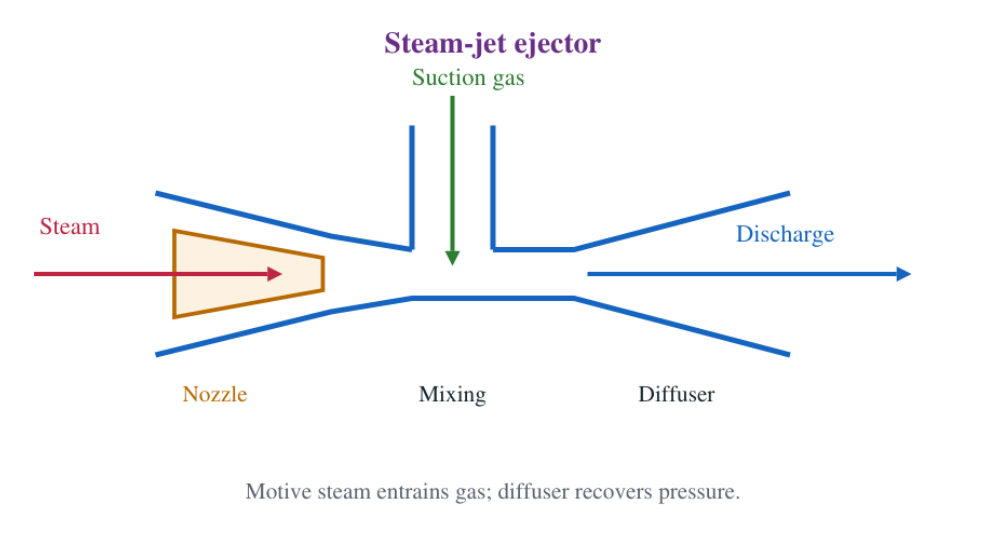 Steam-jet ejector
Suction gas
Steam
Discharge
Nozzle
Mixing
Diffuser
Motive steam entrains gas; diffuser recovers pressure.